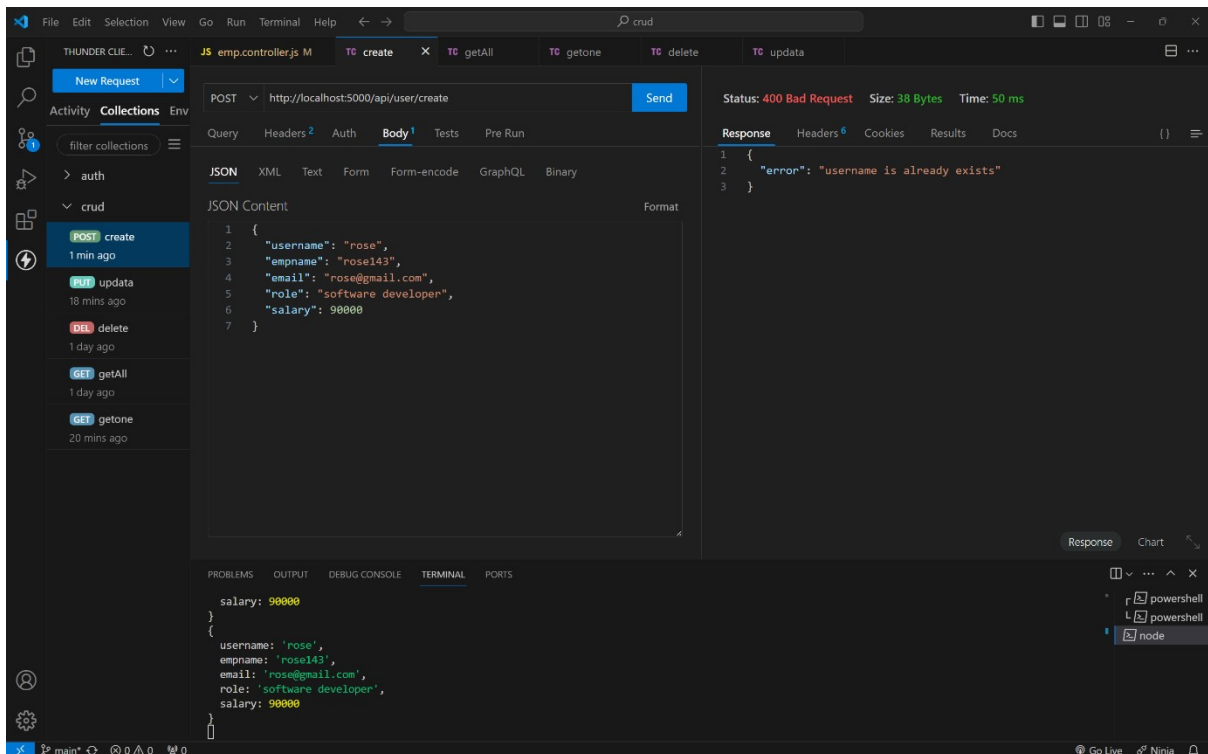 File Edit Selection View Go Run Terminal Help crud
THUNDER CLIE... JS emp.controller.js M TC create TC getAll TC getone TC delete TC updata
New Request
Activity Collections Env
filter collections
auth
crud
POST create
1 min ago
PUT updata
18 mins ago
DEL delete
1 day ago
GET getAll
1 day ago
GET getone
20 mins ago
POST http://localhost:5000/api/user/create Send
Query Headers 2 Auth Body 1 Tests Pre Run
JSON XML Text Form Form-encode GraphQL Binary
JSON Content Format
1 {
2 "username": "rose",
3 "empname": "rose143",
4 "email": "rose@gmail.com",
5 "role": "software developer",
6 "salary": 90000
7 }
Status: 400 Bad Request Size: 38 Bytes Time: 50 ms
Response Headers 6 Cookies Results Docs {}
1 {
2 "error": "username is already exists"
3 }
Response Chart
PROBLEMS OUTPUT DEBUG CONSOLE TERMINAL PORTS
salary: 90000
}
{
username: 'rose',
empname: 'rose143',
email: 'rose@gmail.com',
role: 'software developer',
salary: 90000
}
powershell
powershell
node
main* 0 0 0 Go Live Ninja